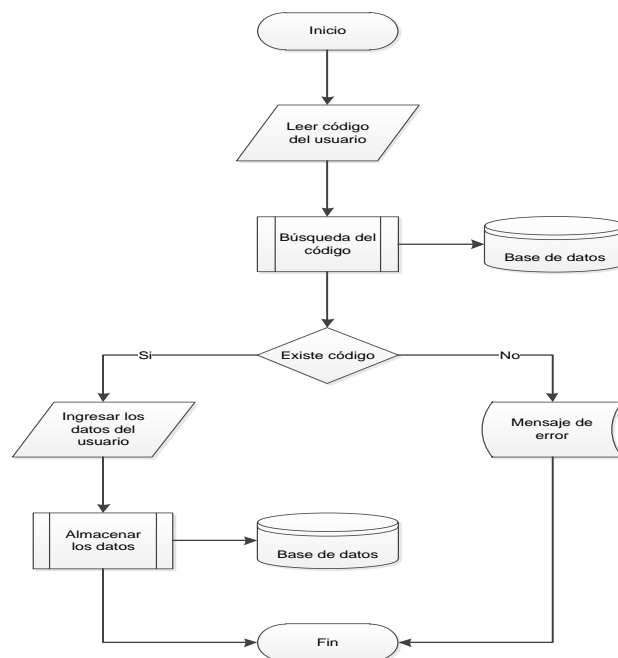 Inicio
Leer código
del usuario
Búsqueda del
código
Base de datos
Existe código
Si
No
Ingresar los
datos del
usuario
Mensaje de
error
Almacenar
los datos
Base de datos
Fin